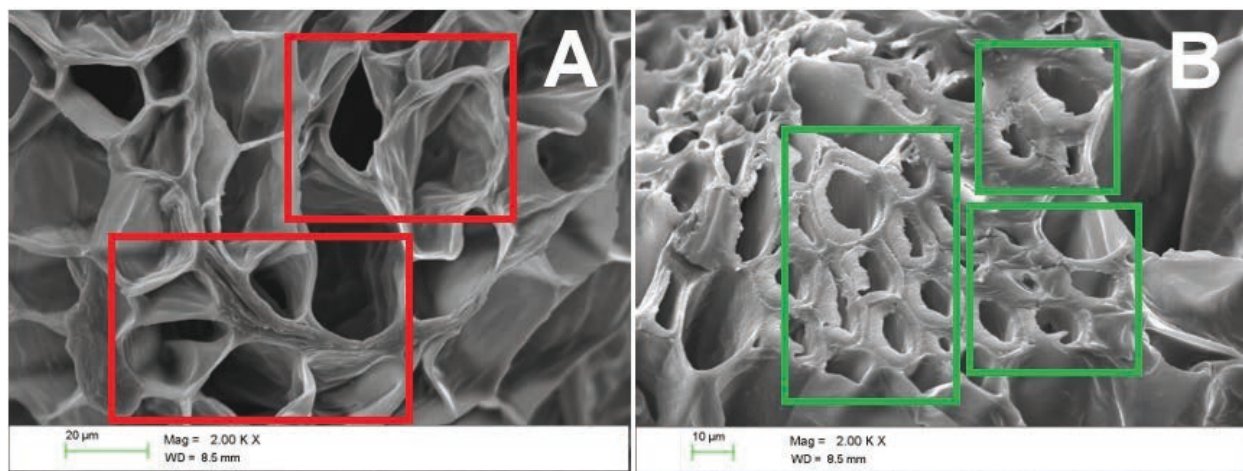 A
B
20 µm
Mag = 2.00 K X
WD = 8.5 mm
10 µm
Mag = 2.00 K X
WD = 8.5 mm